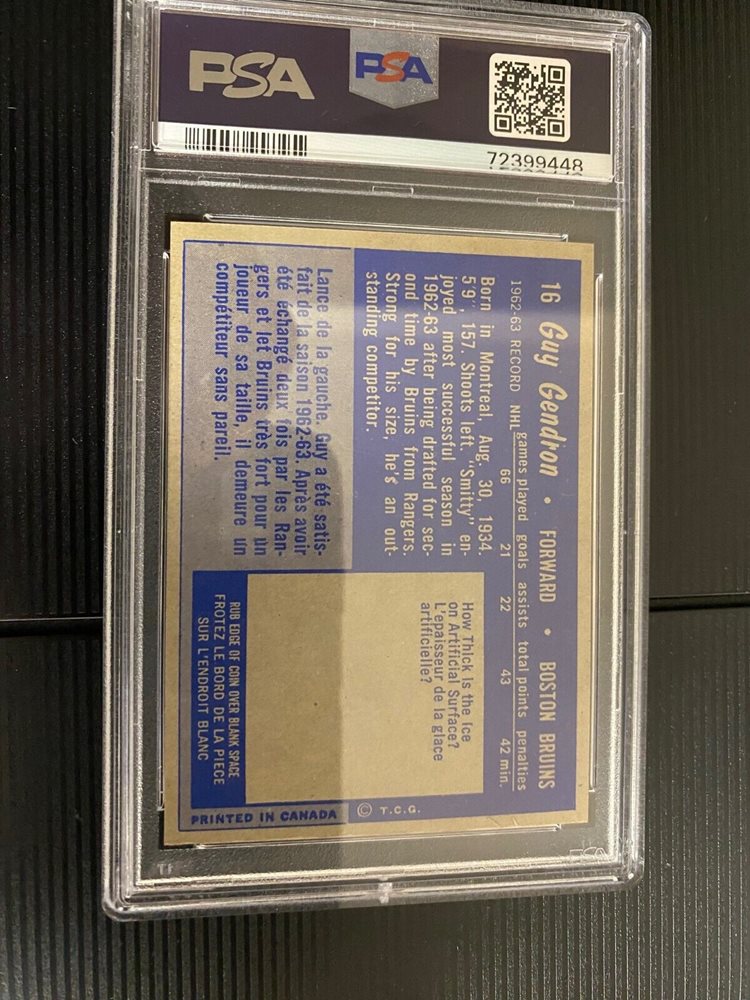 PSA
PSA
72399448
16 Guy Gendron • FORWARD • BOSTON BRUINS
1962-63 RECORD NHL games played goals assists total points penalties
66 21 22 43 42 min.
Born in Montreal, Aug. 30, 1934.
5'9", 157. Shoots left. "Smitty" en-
joyed most successful season in
1962-63 after being drafted for sec-
ond time by Bruins from Rangers.
Strong for his size, he's an out-
standing competitor.
Lance de la gauche. Guy a été satis-
fait de la saison 1962-63. Après avoir
été échangé deux fois par les Ran-
gers et let Bruins très fort pour un
joueur de sa taille, il demeure un
compétiteur sans pareil.
How Thick Is the Ice
on Artificial Surface?
L'epaisseur de la glace
artificielle?
RUB EDGE OF COIN OVER BLANK SPACE
FROTEZ LE BORD DE LA PIECE
SUR L'ENDROIT BLANC
© T.C.G.
PRINTED IN CANADA